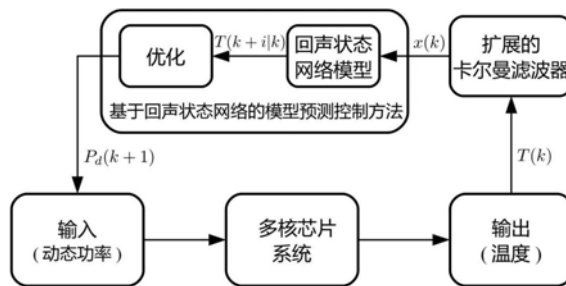 优化
T(k+i|k)
回声状态
网络模型
x(k)
扩展的
卡尔曼滤波器
基于回声状态网络的模型预测控制方法
P_d(k+1)
T(k)
输入
(动态功率)
多核芯片
系统
输出
(温度)